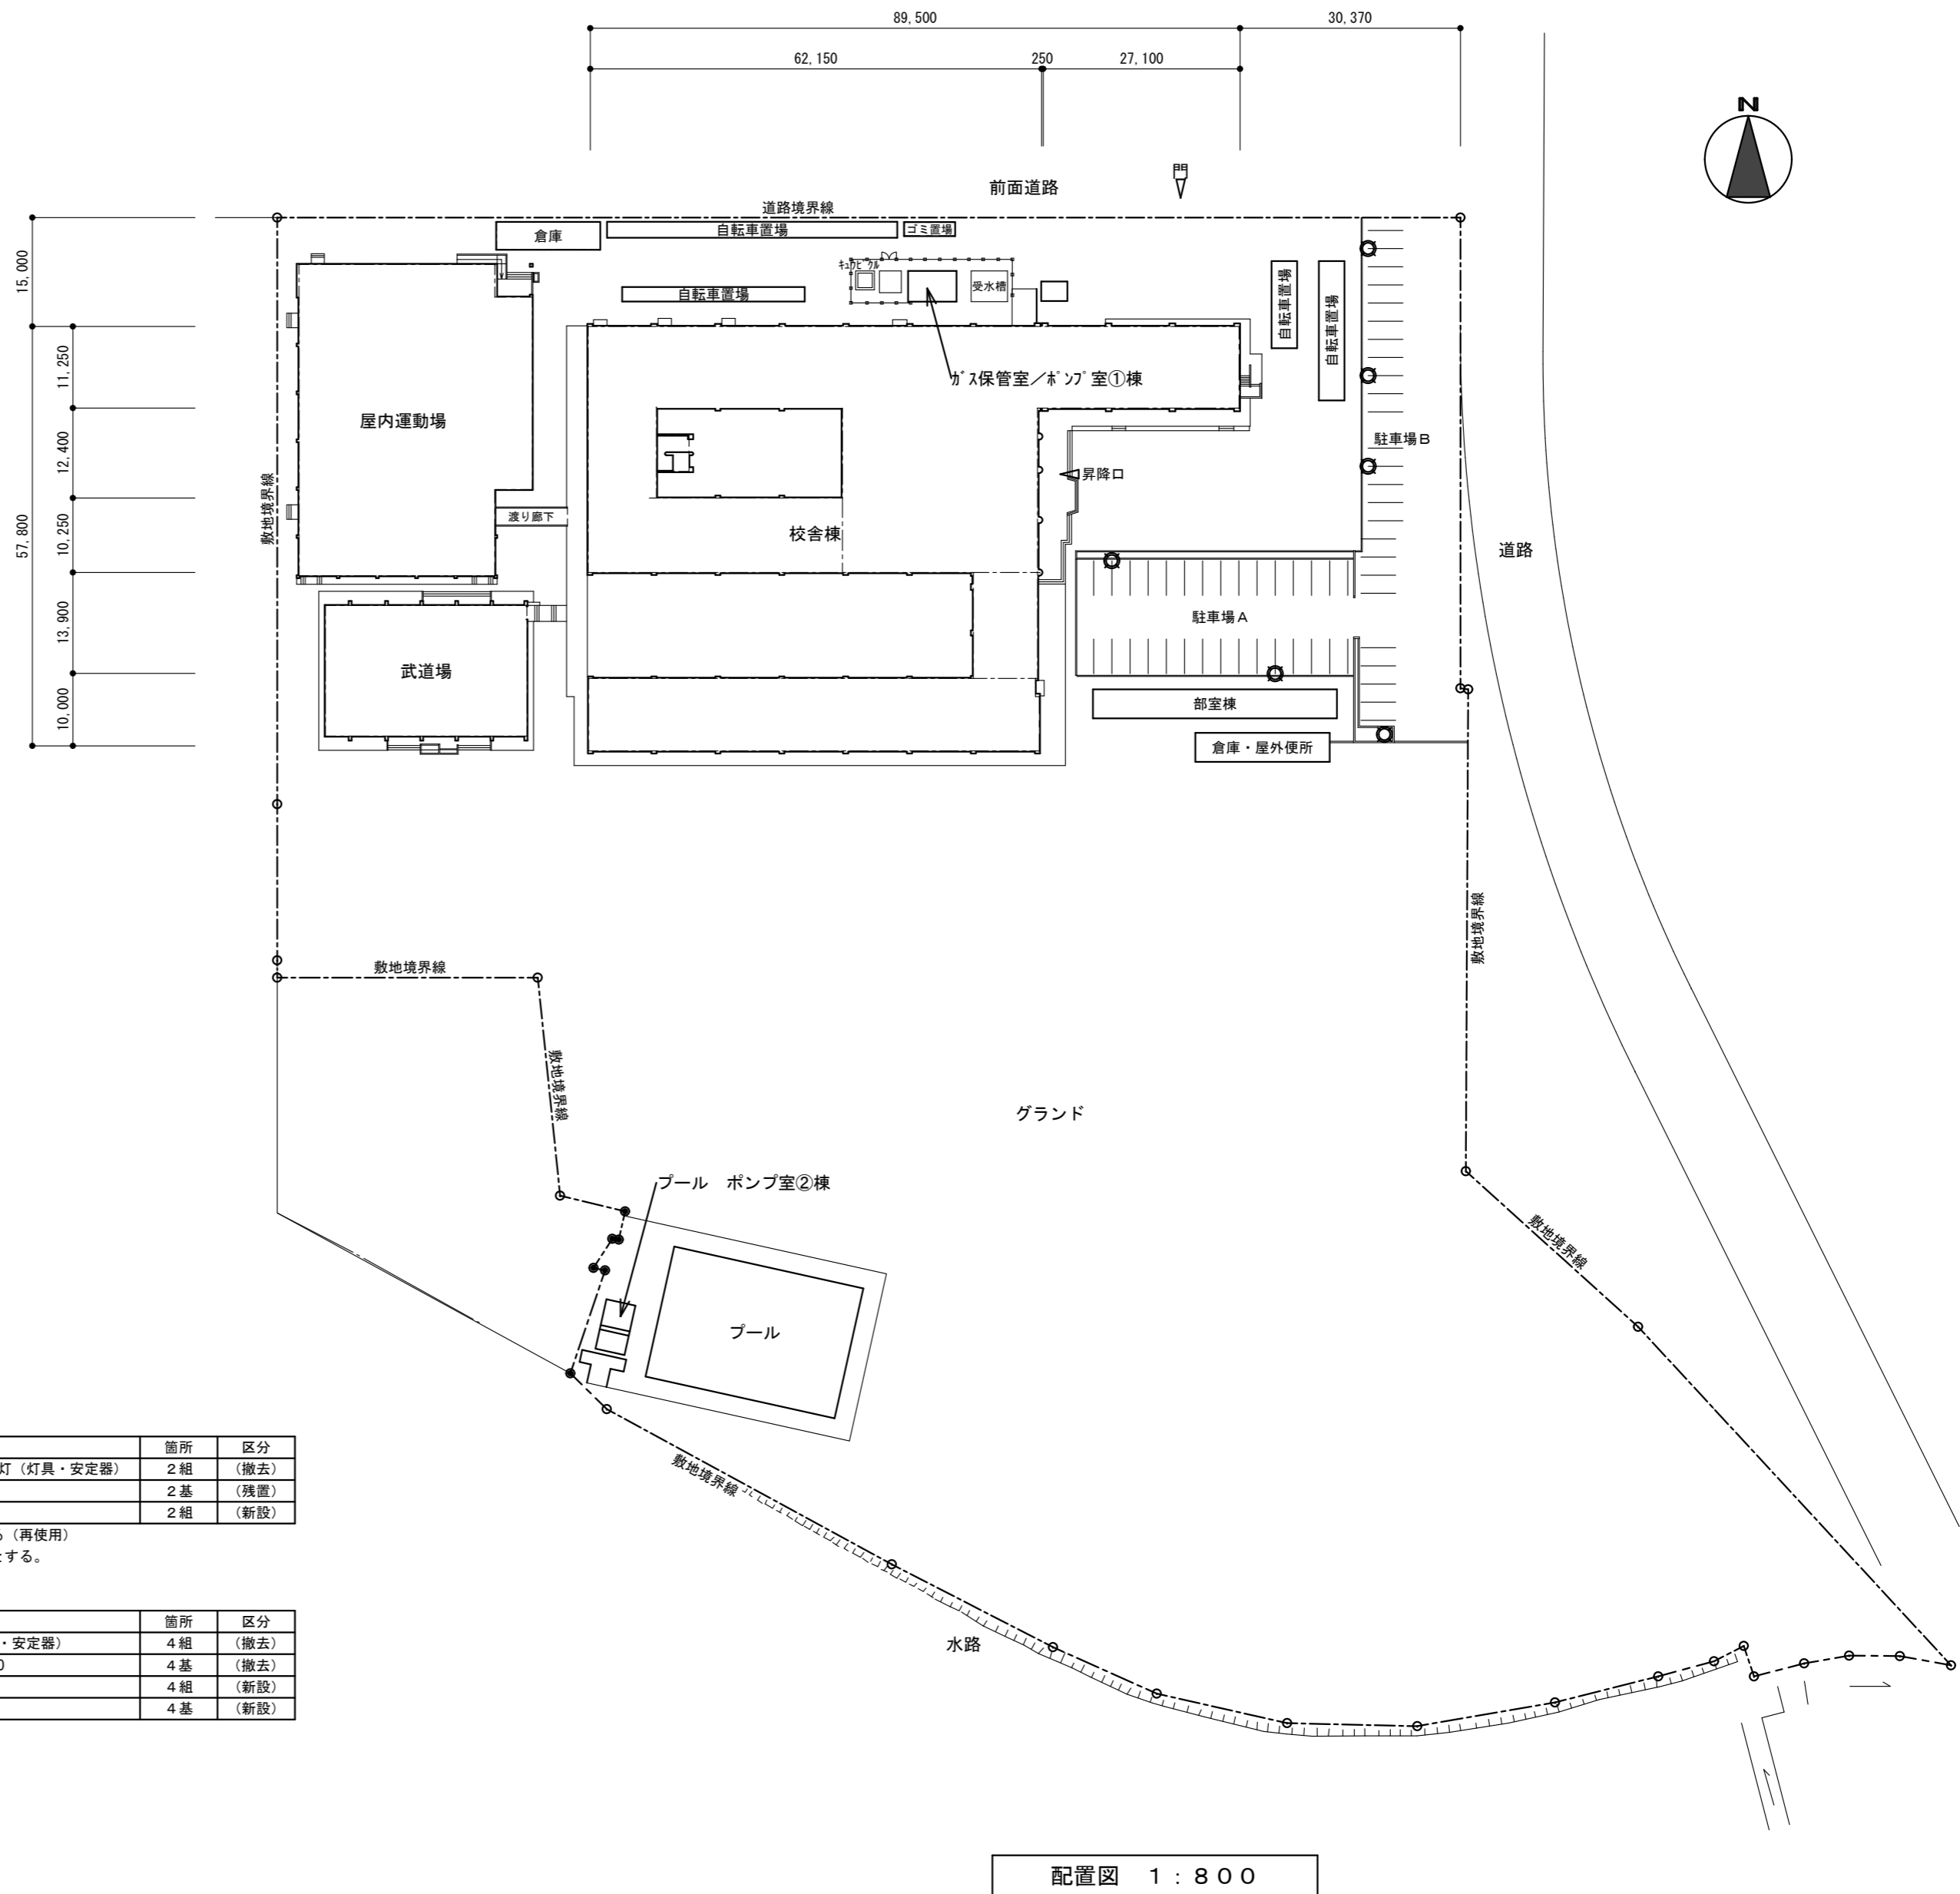 89,500
30,370
62,150
250
27,100
N
門
前面道路
道路境界線
倉庫
自転車置場
ゴミ置場
15,000
キュウビクル
受水槽
自転車置場
自転車置場
自転車置場
11,250
ガス保管室／ポンプ室①棟
屋内運動場
駐車場Ｂ
12,400
昇降口
敷地境界線
渡り廊下
校舎棟
10,250
57,800
道路
13,900
駐車場Ａ
武道場
部室棟
10,000
倉庫・屋外便所
敷地境界線
敷地境界線
敷地境界線
グランド
プール　ポンプ室②棟
敷地境界線
プール
敷地境界線
箇所 区分
灯（灯具・安定器） ２組 （撤去）
２基 （残置）
２組 （新設）
（再使用）
とする。
箇所 区分
・安定器） ４組 （撤去）
0 ４基 （撤去）
４組 （新設）
４基 （新設）
水路
配置図　１：８００